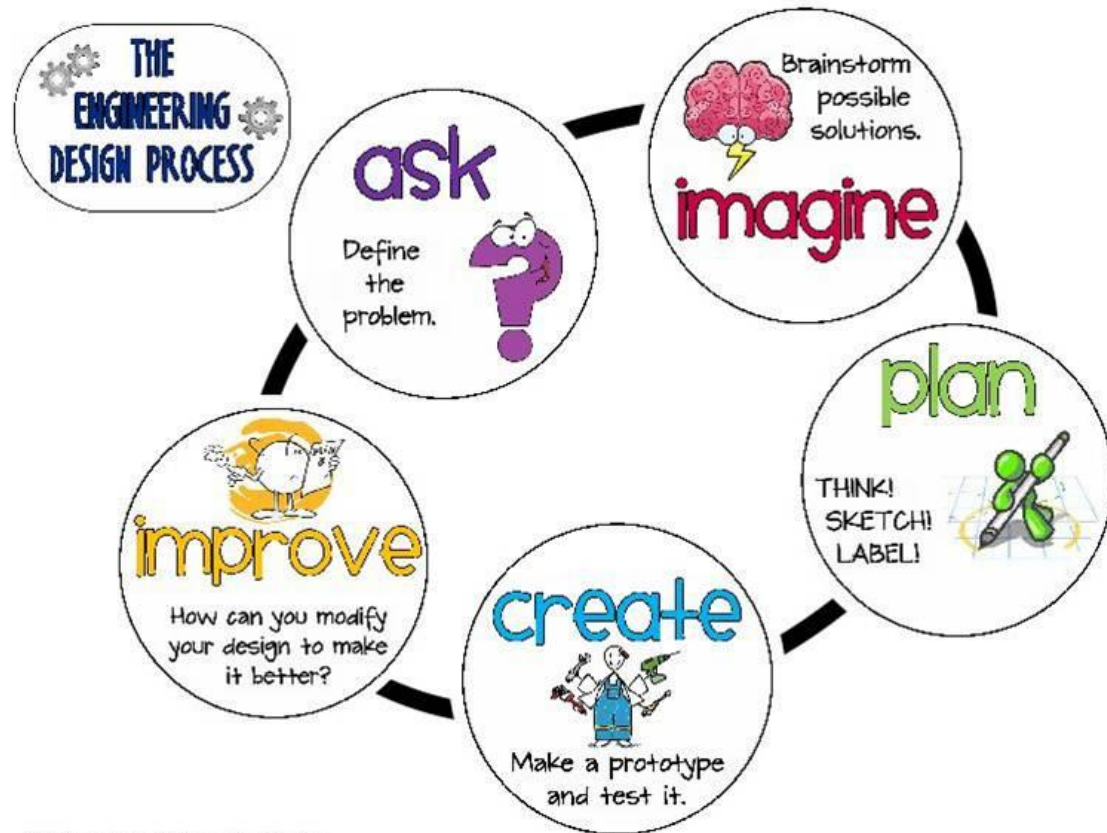 THE
ENGINEERING
DESIGN PROCESS
ask
Define
the
problem.
Brainstorm
possible
solutions.
imagine
plan
THINK!
SKETCH!
LABEL!
create
Make a prototype
and test it.
improve
How can you modify
your design to make
it better?